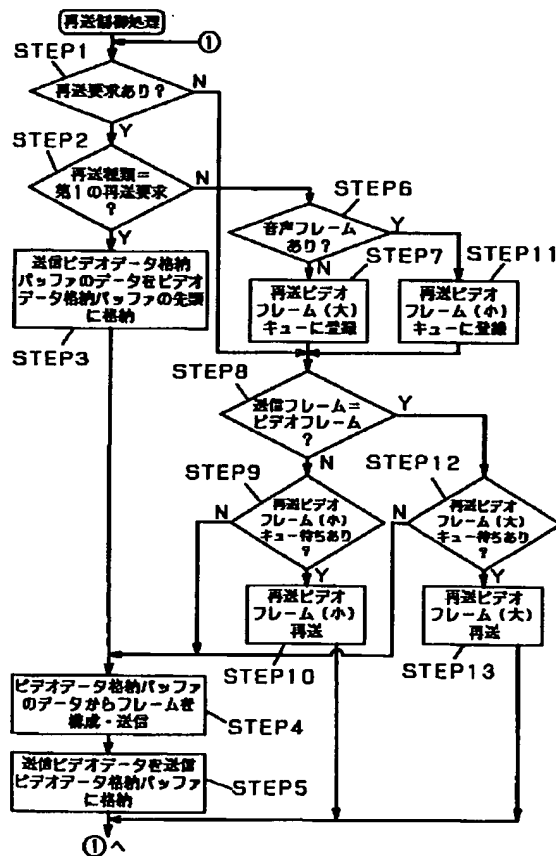 再送制御処理
①
STEP1
再送要求あり?
N
Y
STEP2
再送種類=
第1の再送要求
?
N
Y
STEP6
音声フレーム
あり?
Y
N
STEP7
STEP11
送信ビデオデータ格納
バッファのデータをビデオ
データ格納バッファの先頭
に格納
STEP3
再送ビデオ
フレーム(大)
キューに登録
再送ビデオ
フレーム(小)
キューに登録
STEP8
送信フレーム=
ビデオフレーム
?
Y
N
STEP9
STEP12
再送ビデオ
フレーム(小)
キュー待ちあり
?
N
Y
再送ビデオ
フレーム(大)
キュー待ちあり
?
N
Y
再送ビデオ
フレーム(小)
再送
STEP10
再送ビデオ
フレーム(大)
再送
STEP13
ビデオデータ格納バッファ
のデータからフレームを
構成・送信
STEP4
送信ビデオデータを送信
ビデオデータ格納バッファ
に格納
STEP5
①へ